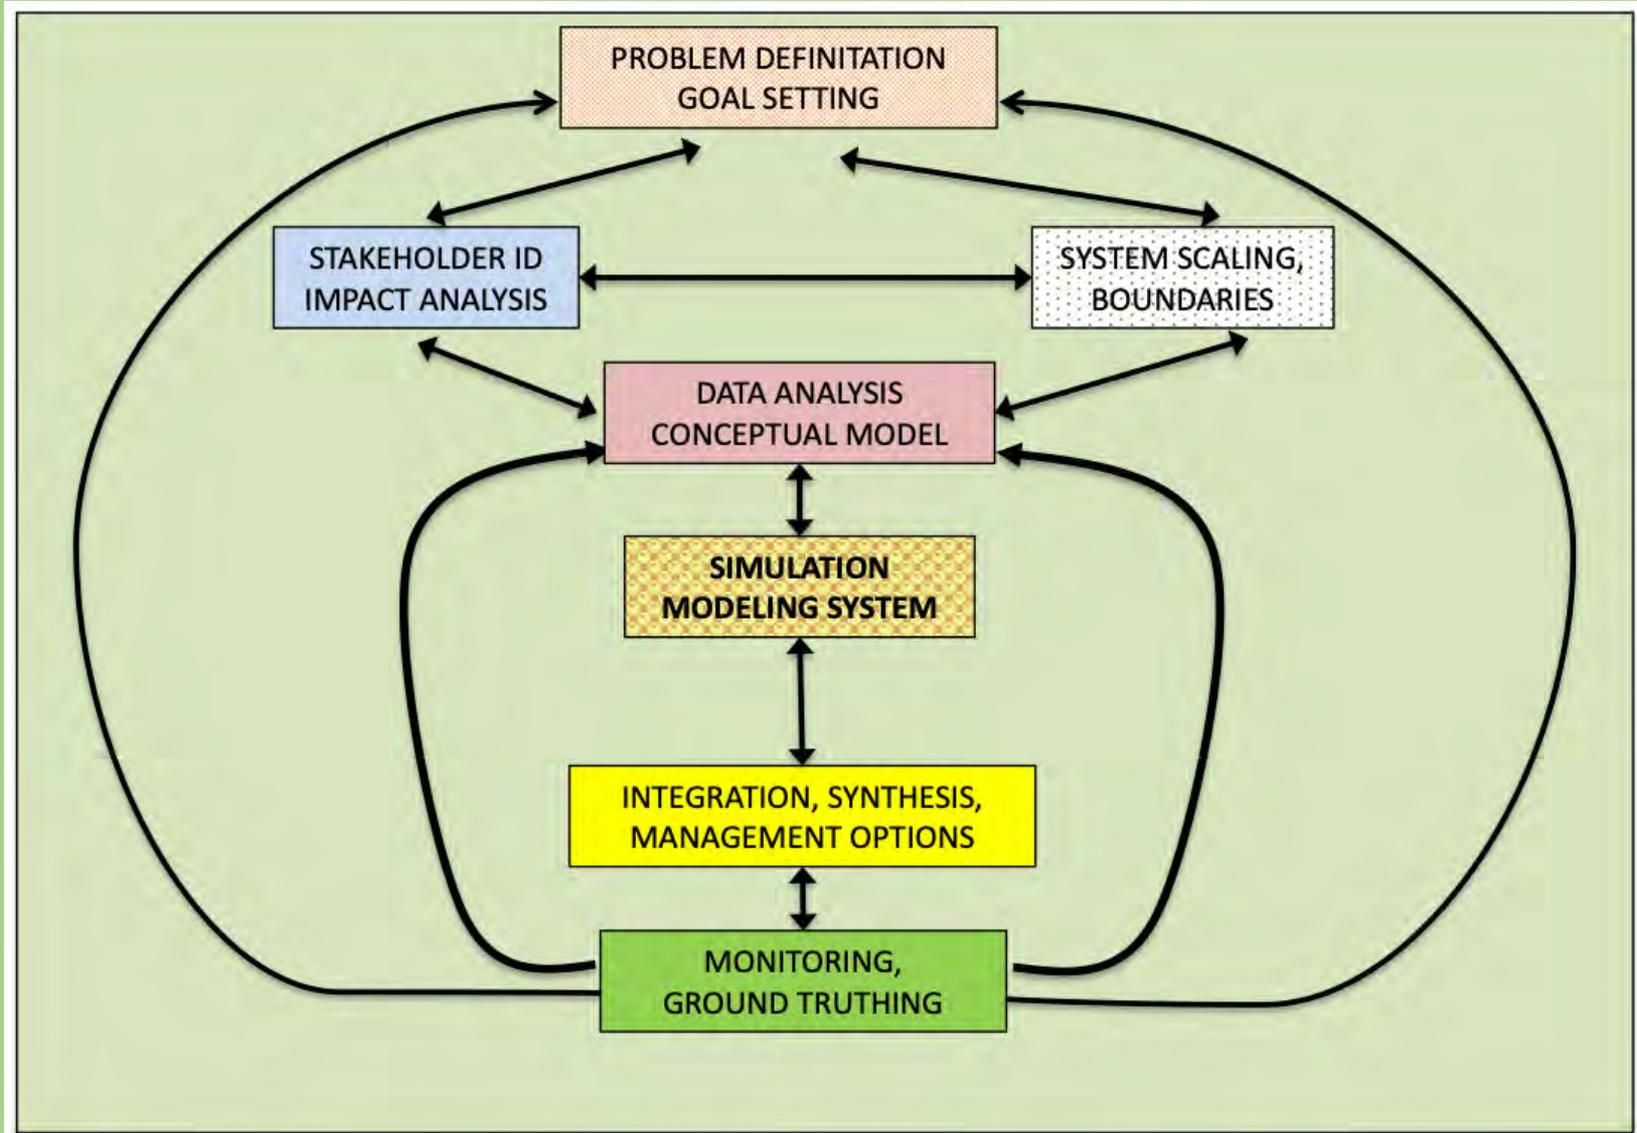 PROBLEM DEFINITATION
GOAL SETTING
STAKEHOLDER ID
IMPACT ANALYSIS
SYSTEM SCALING,
BOUNDARIES
DATA ANALYSIS
CONCEPTUAL MODEL
SIMULATION
MODELING SYSTEM
INTEGRATION, SYNTHESIS,
MANAGEMENT OPTIONS
MONITORING,
GROUND TRUTHING